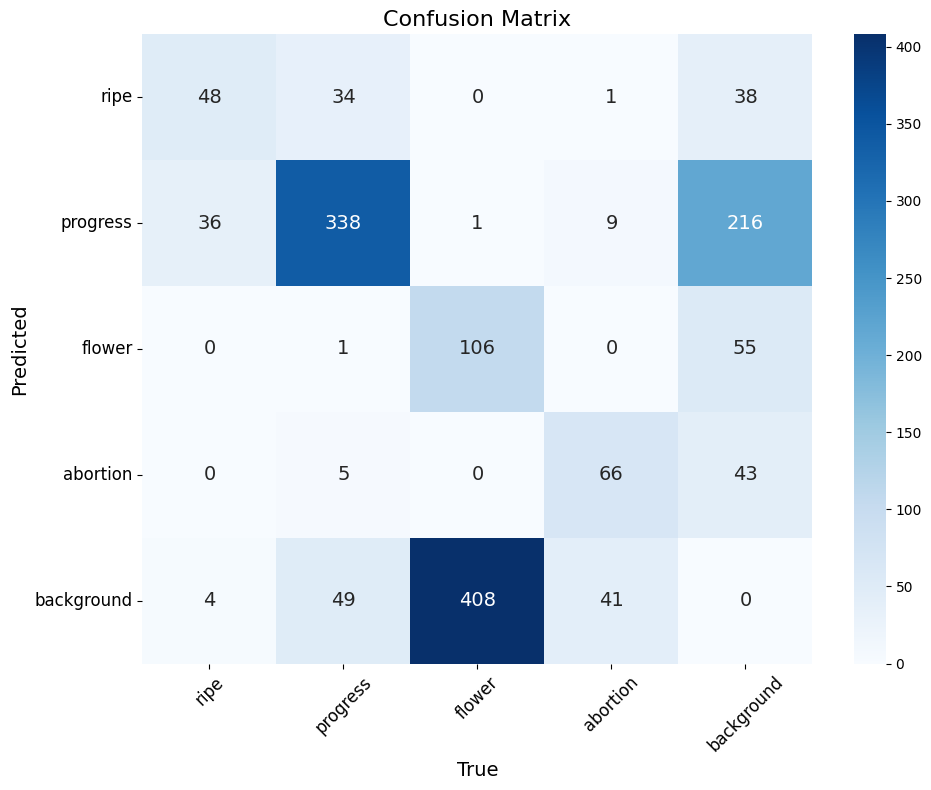 Confusion Matrix
Predicted
ripe 48 34 0 1 38
progress 36 338 1 9 216
flower 0 1 106 0 55
abortion 0 5 0 66 43
background 4 49 408 41 0
ripe progress flower abortion background
True
400
350
300
250
200
150
100
50
0